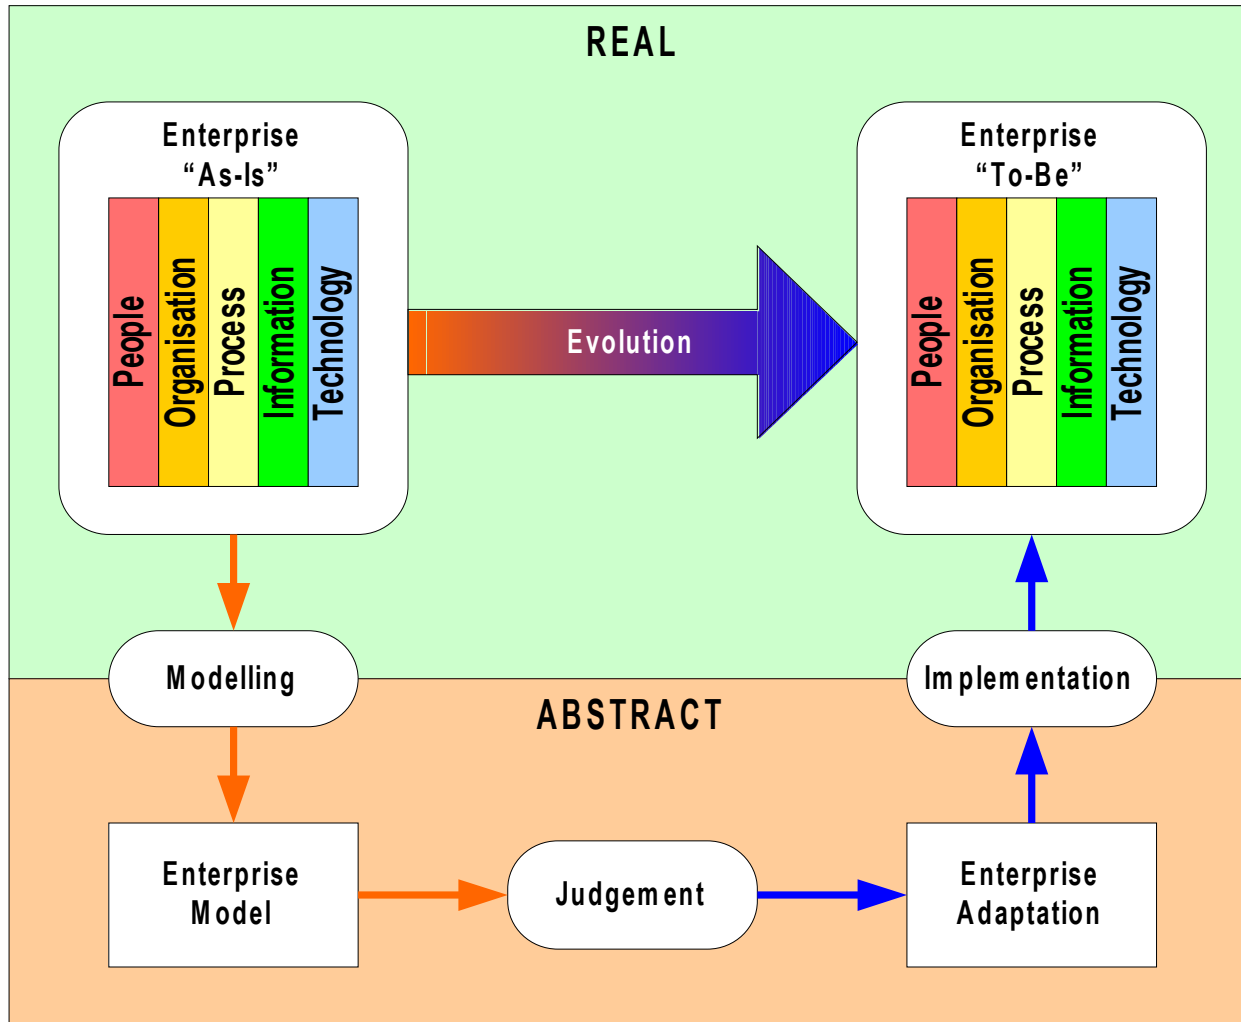 REAL
Enterprise
“As-Is”
People
Organisation
Process
Information
Technology
Evolution
Enterprise
“To-Be”
People
Organisation
Process
Information
Technology
Modelling
Implementation
ABSTRACT
Enterprise
Model
Judgement
Enterprise
Adaptation